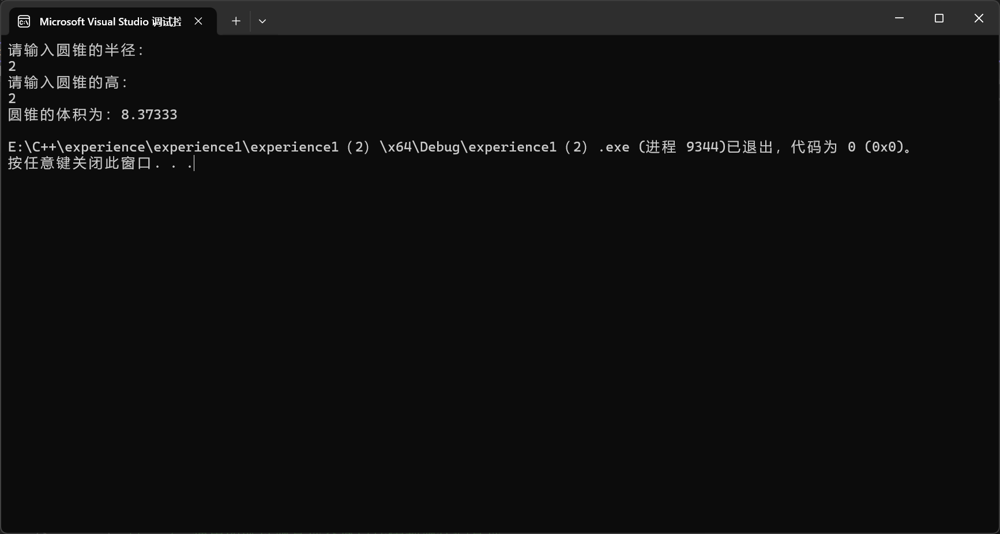 Microsoft Visual Studio 调试控
请输入圆锥的半径：
2
请输入圆锥的高：
2
圆锥的体积为：8.37333
E:\C++\experience\experience1\experience1（2）\x64\Debug\experience1（2）.exe (进程 9344)已退出，代码为 0 (0x0)。
按任意键关闭此窗口. . .